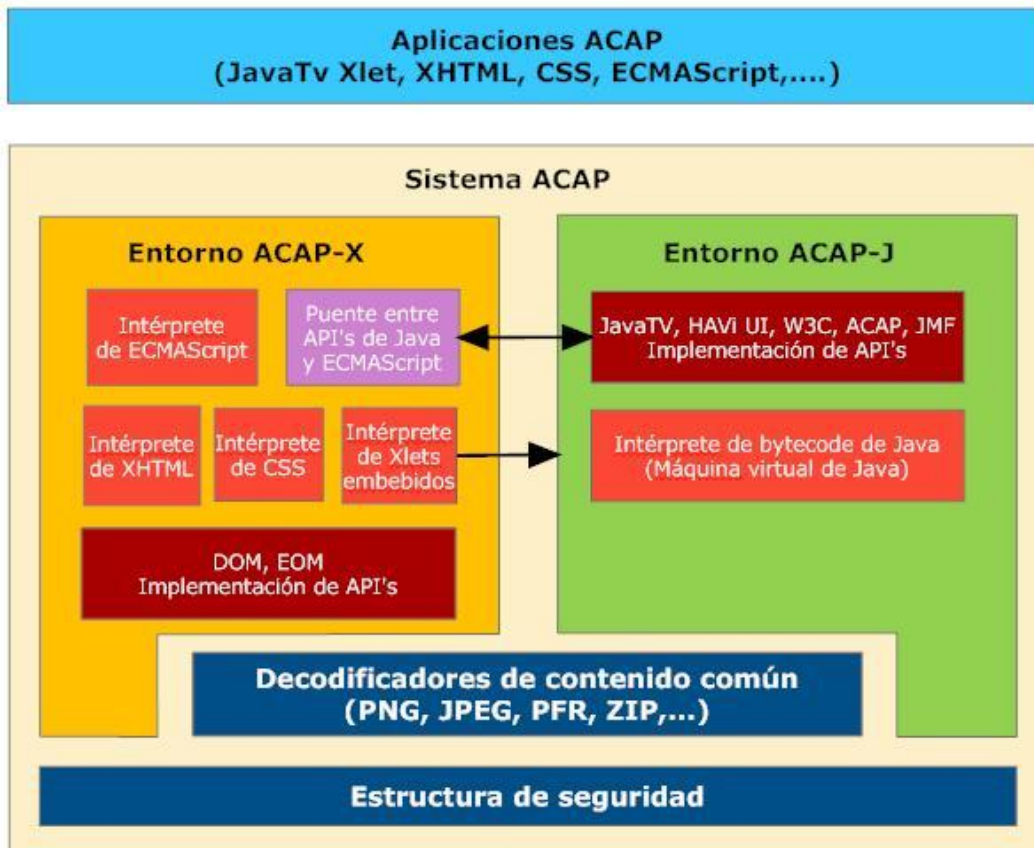 Aplicaciones ACAP
(JavaTv Xlet, XHTML, CSS, ECMAScript,....)
Sistema ACAP
Entorno ACAP-X
Intérprete
de ECMAScript
Puente entre
API's de Java
y ECMAScript
Intérprete
de XHTML
Intérprete
de CSS
Intérprete
de Xlets
embebidos
DOM, EOM
Implementación de API's
Entorno ACAP-J
JavaTV, HAVi UI, W3C, ACAP, JMF
Implementación de API's
Intérprete de bytecode de Java
(Máquina virtual de Java)
Decodificadores de contenido común
(PNG, JPEG, PFR, ZIP,...)
Estructura de seguridad